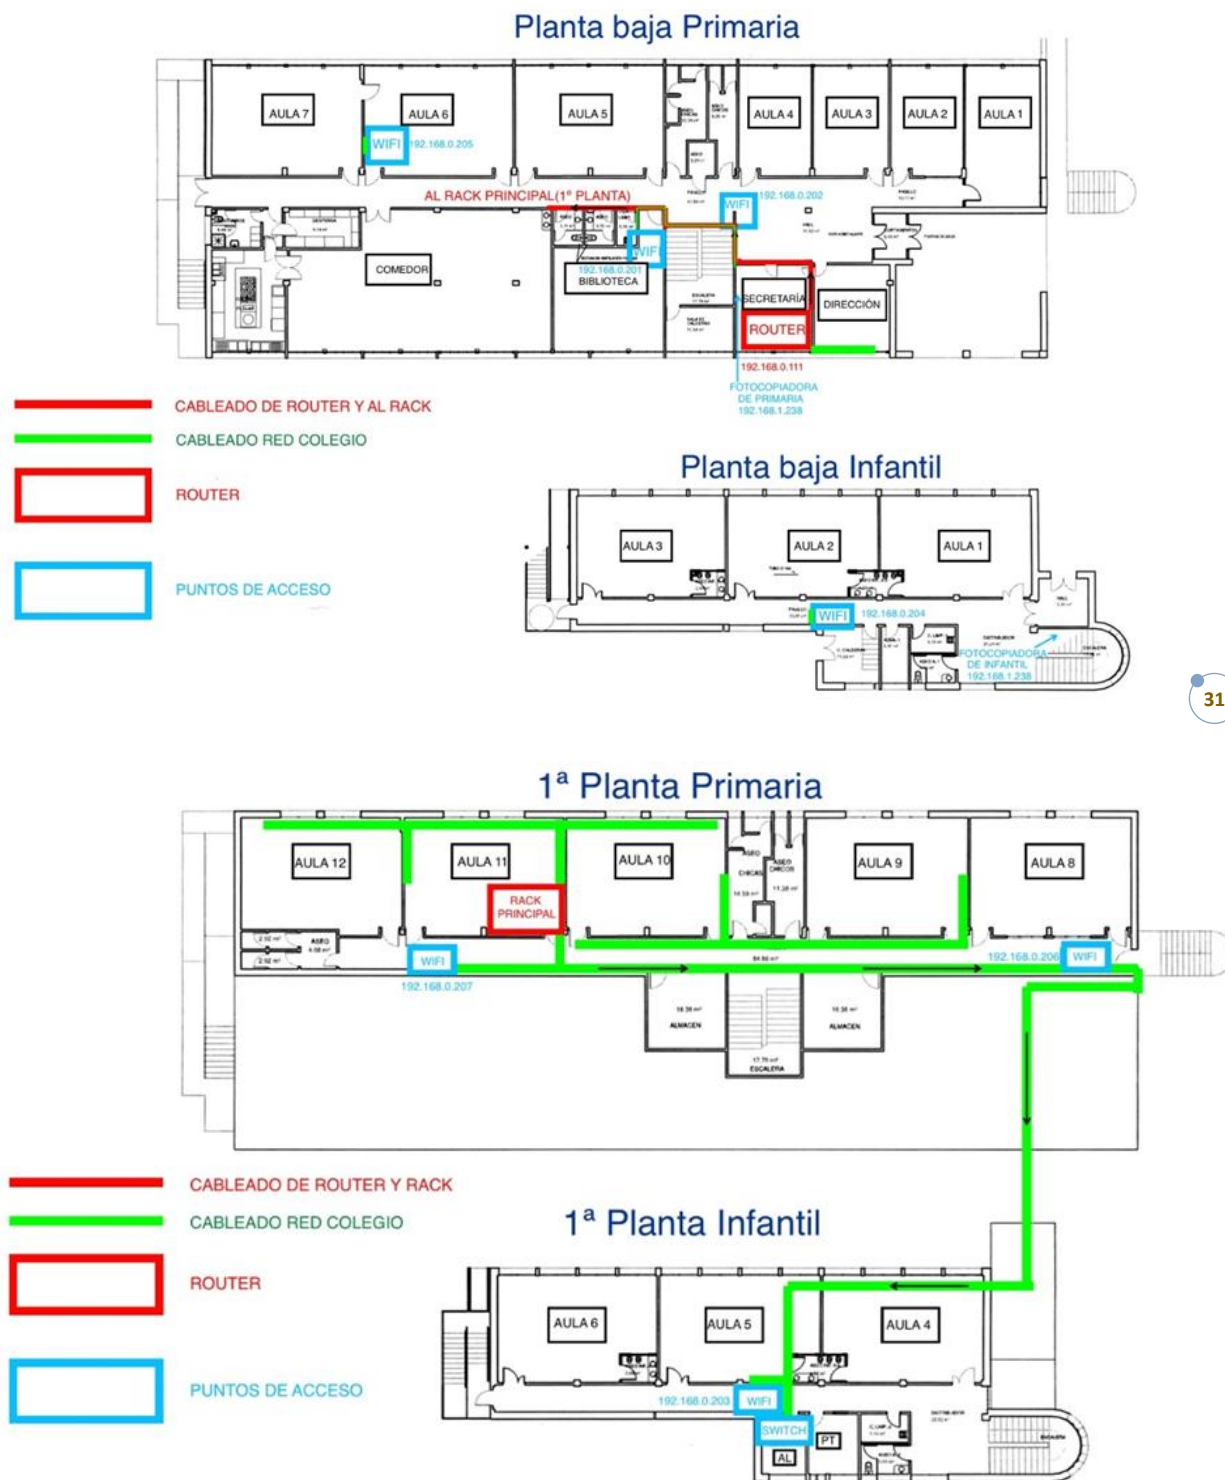 Planta baja Primaria
AULA 7
AULA 6
AULA 5
AULA 4
AULA 3
AULA 2
AULA 1
WIFI
192.168.0.205
AL RACK PRINCIPAL(1º PLANTA)
WIFI
192.168.0.202
WIFI
192.168.0.201
COMEDOR
BIBLIOTECA
ESCALERA
SECRETARÍA
DIRECCIÓN
ROUTER
192.168.0.111
FOTOCOPIADORA
DE PRIMARIA
192.168.1.238
CABLEADO DE ROUTER Y AL RACK
CABLEADO RED COLEGIO
ROUTER
PUNTOS DE ACCESO
Planta baja Infantil
AULA 3
AULA 2
AULA 1
WIFI
192.168.0.204
FOTOCOPIADORA
DE INFANTIL
192.168.1.238
31
1ª Planta Primaria
AULA 12
AULA 11
AULA 10
ASEO
CHICAS
ASEO
CHICOS
AULA 9
AULA 8
RACK
PRINCIPAL
ASEO
WIFI
192.168.0.207
192.168.0.206
WIFI
ALMACEN
ALMACEN
ESCALERA
CABLEADO DE ROUTER Y RACK
CABLEADO RED COLEGIO
ROUTER
PUNTOS DE ACCESO
1ª Planta Infantil
AULA 6
AULA 5
AULA 4
192.168.0.203
WIFI
SWITCH
AL
PT